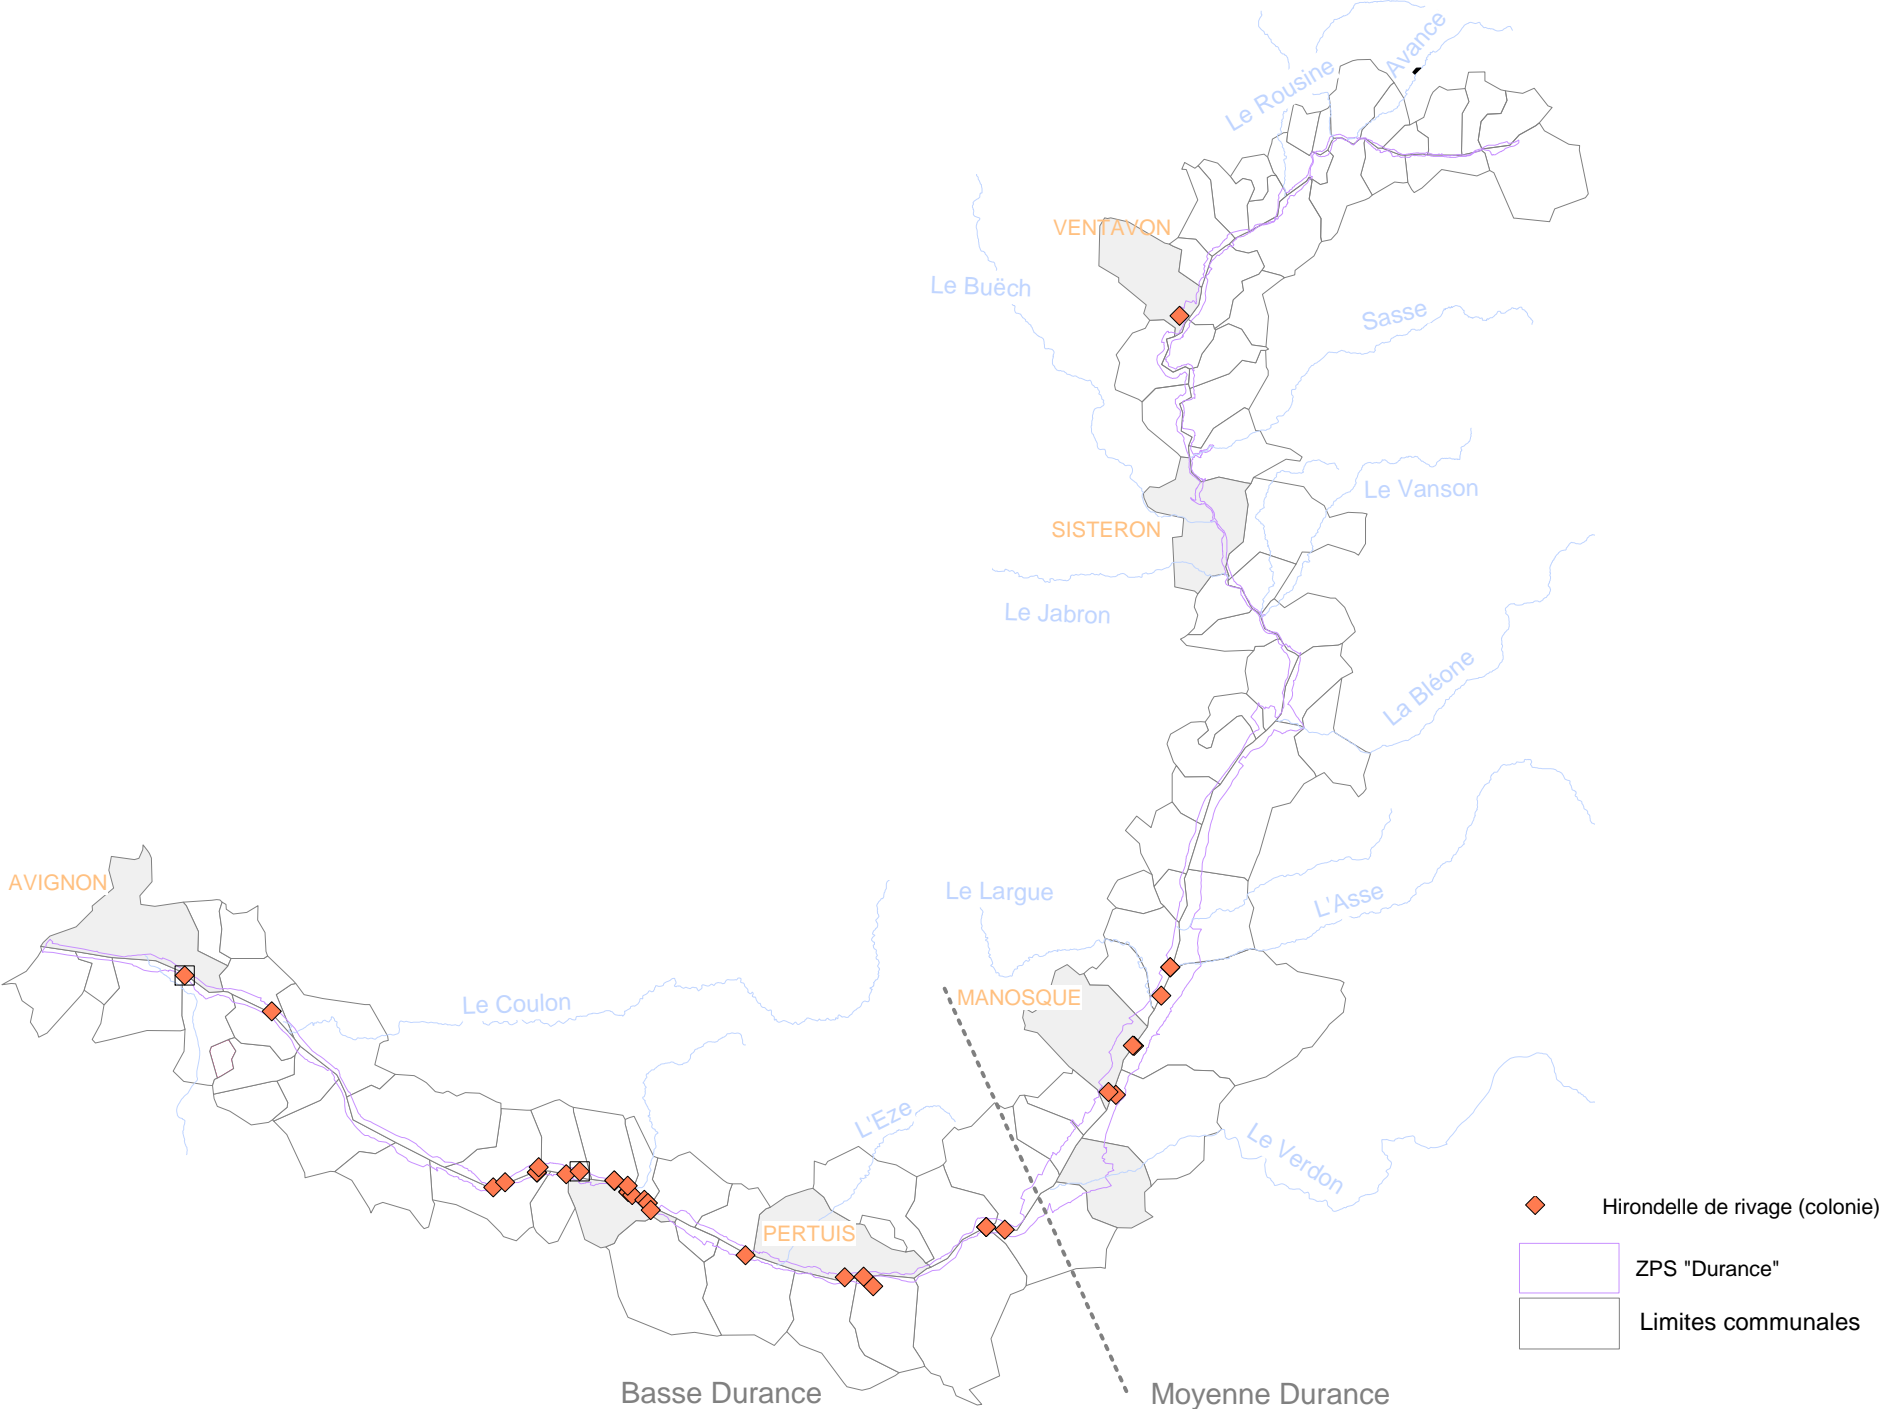 Avance
Le Rousine
VENTAVON
Le Buëch
Sasse
Le Vanson
SISTERON
Le Jabron
La Bléone
AVIGNON
Le Largue
L'Asse
Le Coulon
MANOSQUE
L'Eze
Le Verdon
PERTUIS
Hirondelle de rivage (colonie)
ZPS "Durance"
Limites communales
Basse Durance
Moyenne Durance